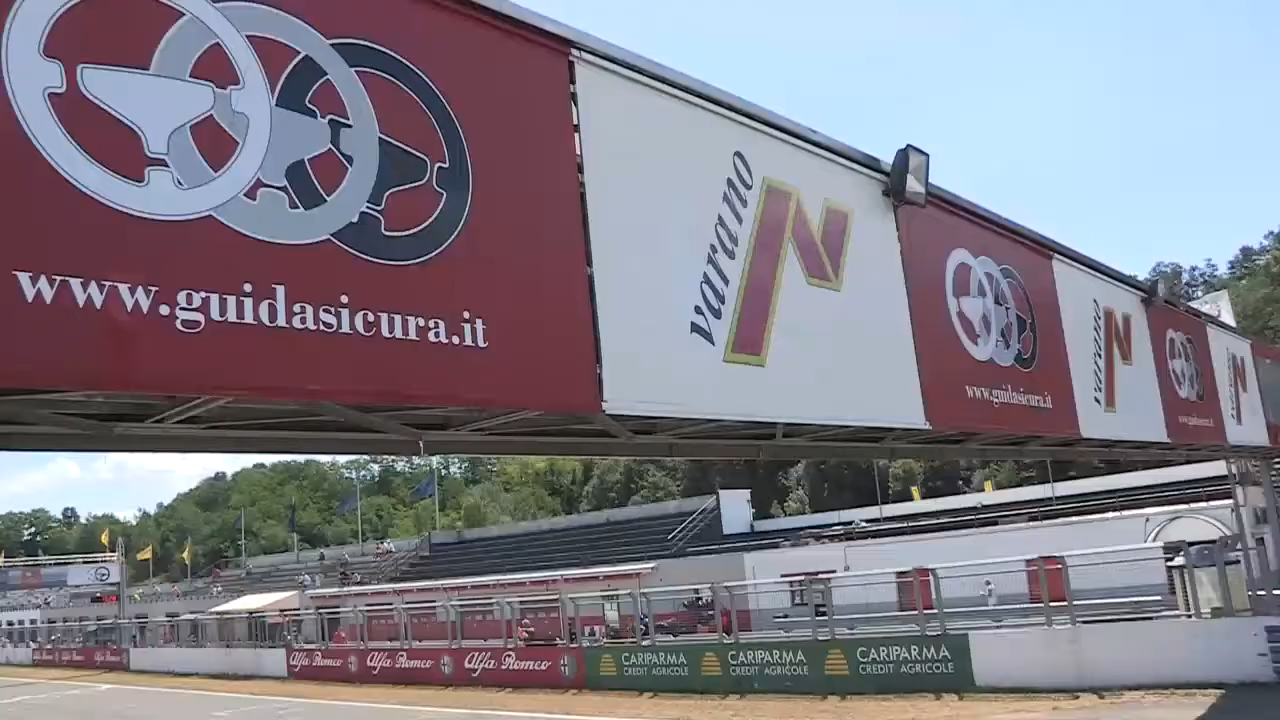 www.guidasicura.it
varano
www.guidasicura.it
varano
www.guidasicura.it
varano
Alfa Romeo Alfa Romeo Alfa Romeo
CARIPARMA CARIPARMA CARIPARMA
CREDIT AGRICOLE CREDIT AGRICOLE CREDIT AGRICOLE